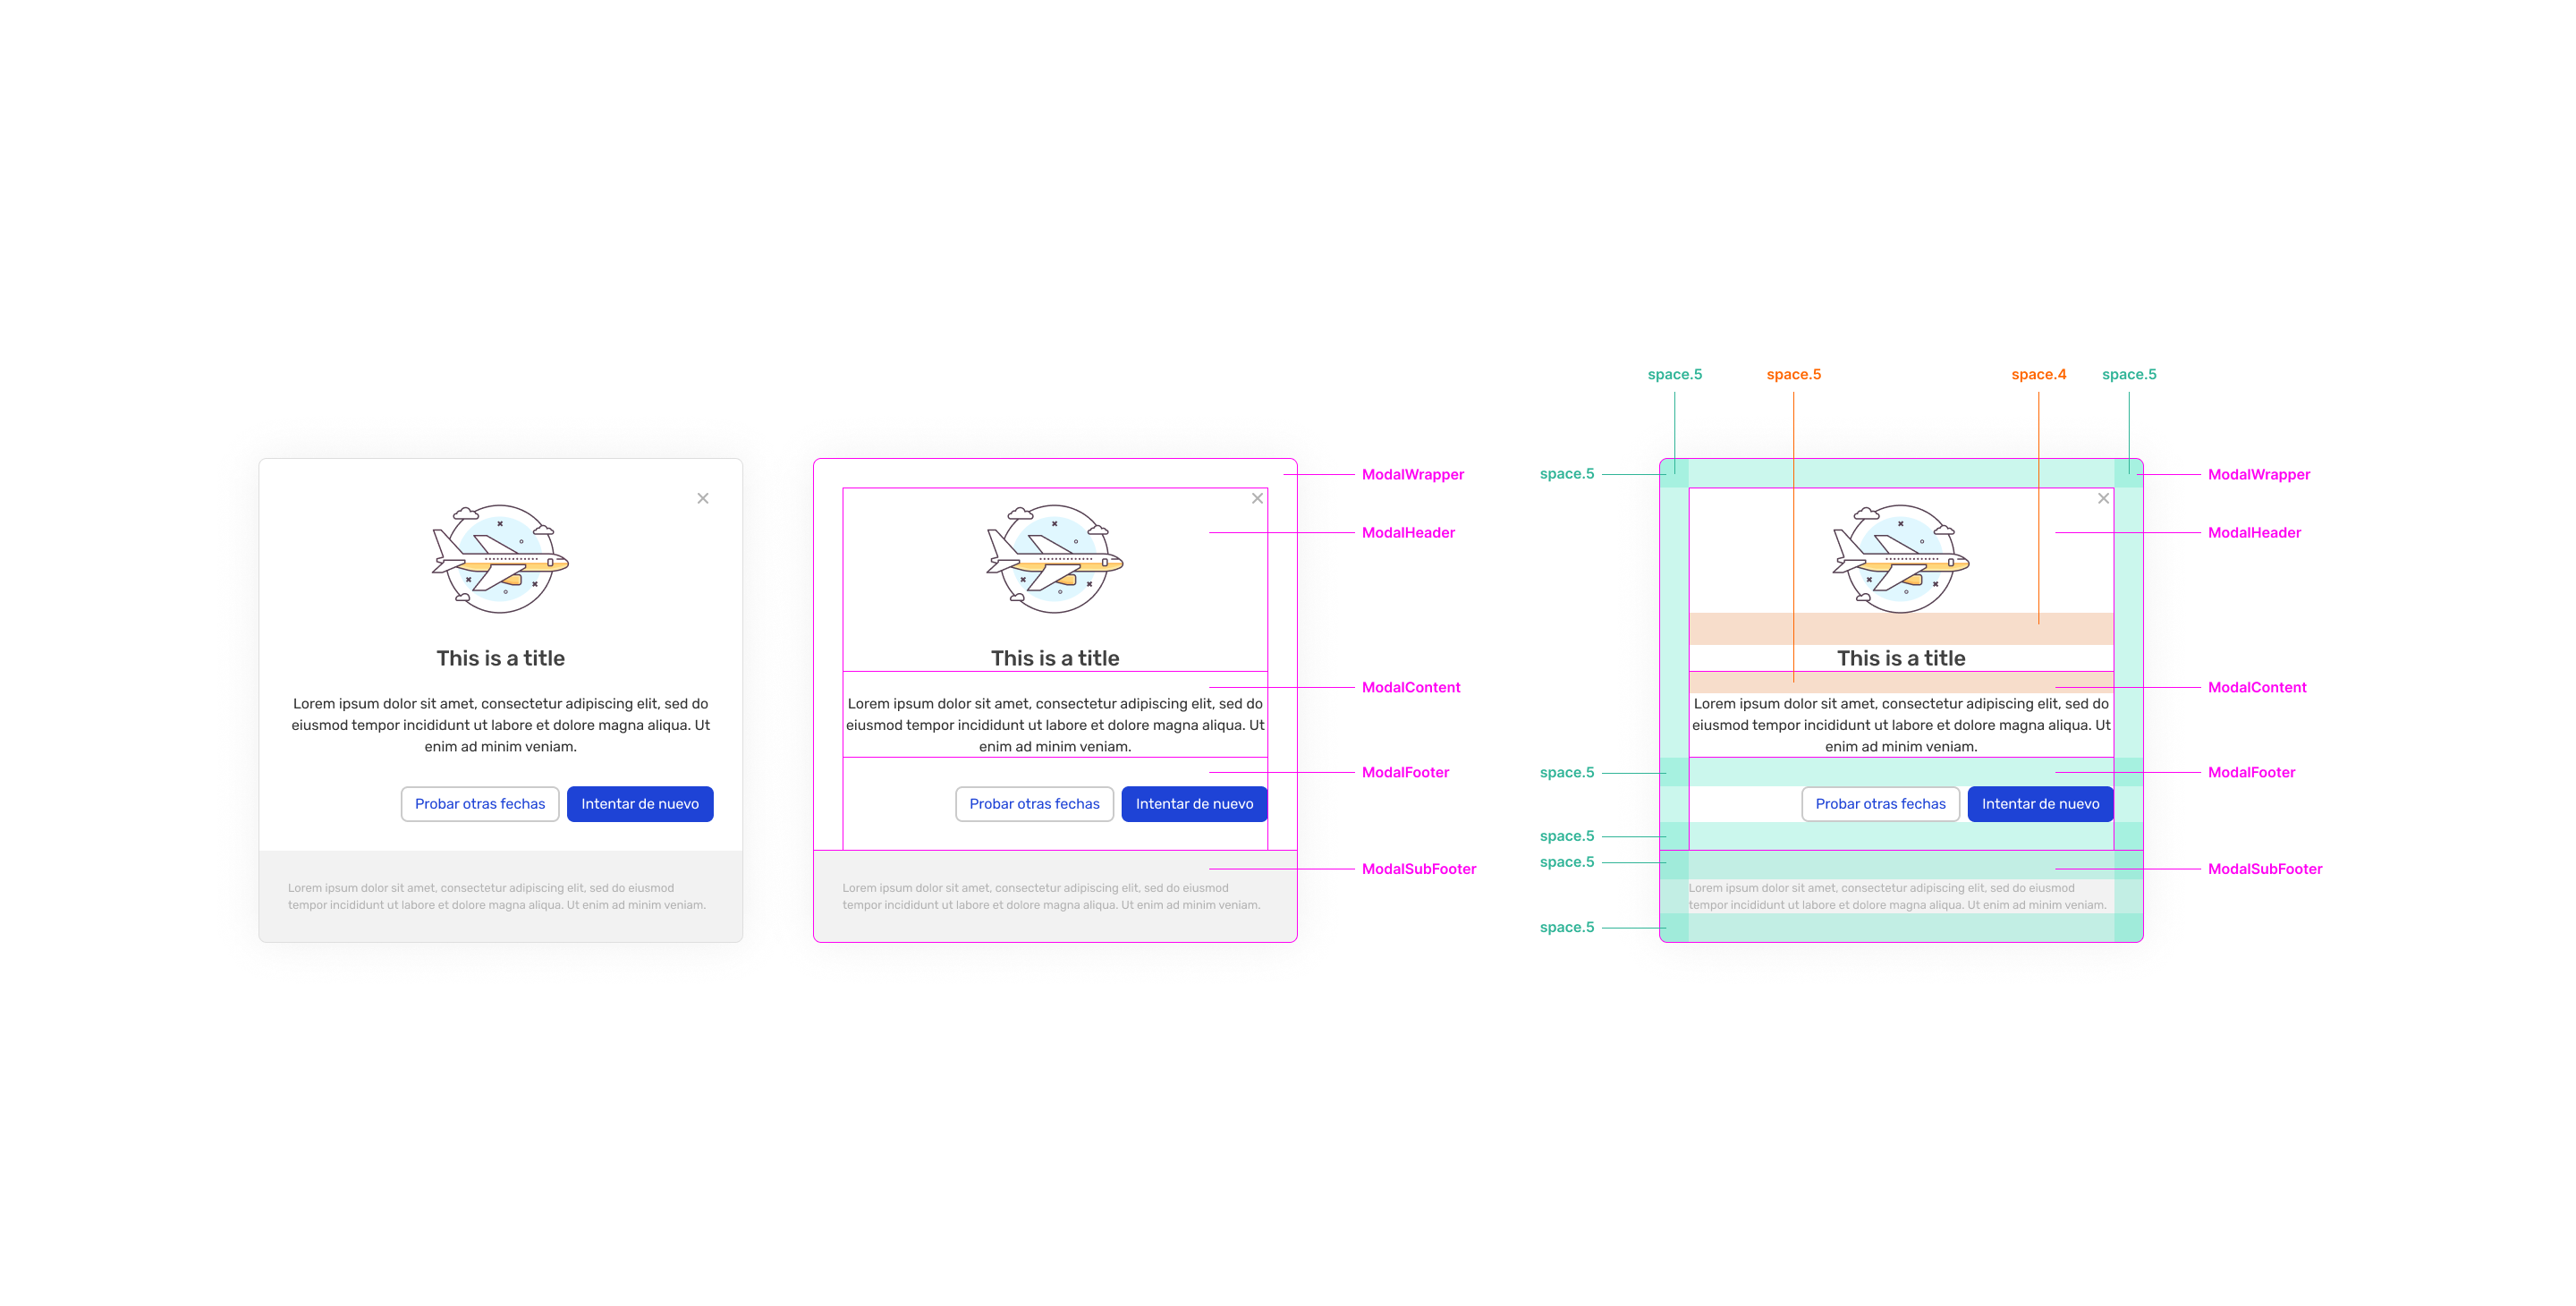 This is a title
Lorem ipsum dolor sit amet, consectetur adipiscing elit, sed do
eiusmod tempor incididunt ut labore et dolore magna aliqua. Ut
enim ad minim veniam.
Probar otras fechas
Intentar de nuevo
Lorem ipsum dolor sit amet, consectetur adipiscing elit, sed do eiusmod
tempor incididunt ut labore et dolore magna aliqua. Ut enim ad minim veniam.
ModalWrapper
ModalHeader
This is a title
ModalContent
Lorem ipsum dolor sit amet, consectetur adipiscing elit, sed do
eiusmod tempor incididunt ut labore et dolore magna aliqua. Ut
enim ad minim veniam.
ModalFooter
Probar otras fechas
Intentar de nuevo
ModalSubFooter
Lorem ipsum dolor sit amet, consectetur adipiscing elit, sed do eiusmod
tempor incididunt ut labore et dolore magna aliqua. Ut enim ad minim veniam.
space.5
space.5
space.4
space.5
space.5
ModalWrapper
ModalHeader
This is a title
ModalContent
Lorem ipsum dolor sit amet, consectetur adipiscing elit, sed do
eiusmod tempor incididunt ut labore et dolore magna aliqua. Ut
enim ad minim veniam.
space.5
ModalFooter
Probar otras fechas
Intentar de nuevo
space.5
space.5
ModalSubFooter
Lorem ipsum dolor sit amet, consectetur adipiscing elit, sed do eiusmod
tempor incididunt ut labore et dolore magna aliqua. Ut enim ad minim veniam.
space.5